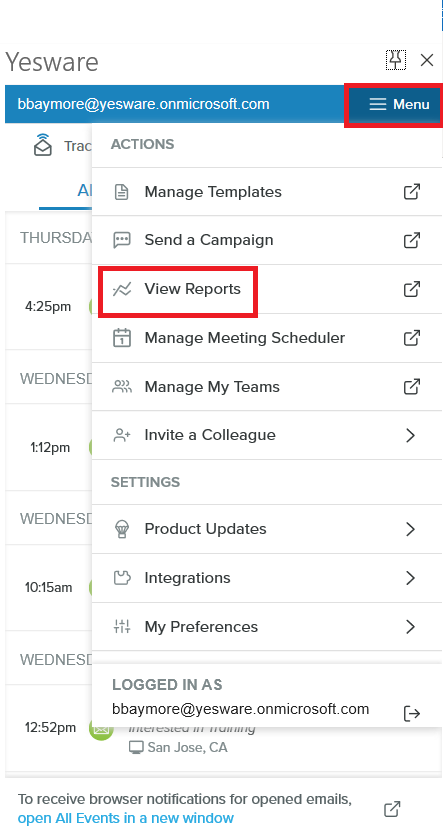 Yesware
bbaymore@yesware.onmicrosoft.com Menu
Trac
ACTIONS
Manage Templates
Al
THURSDA
Send a Campaign
View Reports
4:25pm
Manage Meeting Scheduler
WEDNESD
Manage My Teams
Invite a Colleague
1:12pm
SETTINGS
WEDNESD
Product Updates
Integrations
10:15am
My Preferences
WEDNESD
LOGGED IN AS
bbaymore@yesware.onmicrosoft.com
12:52pm
Interested in Training
San Jose, CA
To receive browser notifications for opened emails,
open All Events in a new window